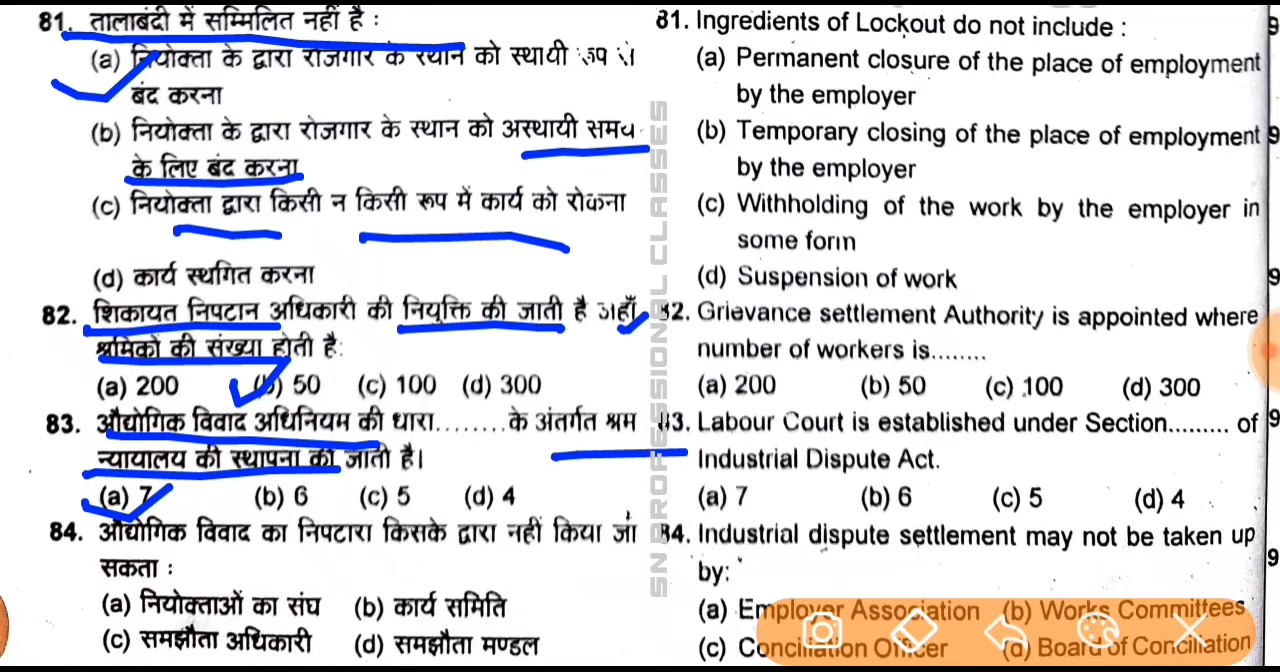 81. तालाबंदी में सम्मिलित नहीं है :
(a) नियोक्ता के द्वारा रोजगार के स्थान को स्थायी
बंद करना
(b) नियोक्ता के द्वारा रोजगार के स्थान को अस्थायी समय
के लिए बंद करना
(c) नियोक्ता द्वारा किसी न किसी रूप में कार्य को रोकना
(d) कार्य स्थगित करना
82. शिकायत निपटान अधिकारी की नियुक्ति की जाती है जहाँ
श्रमिकों की संख्या होती है:
(a) 200 (b) 50 (c) 100 (d) 300
83. औद्योगिक विवाद अधिनियम की धारा........ के अंतर्गत श्रम
न्यायालय की स्थापना की जाती है।
(a) 7 (b) 6 (c) 5 (d) 4
84. औद्योगिक विवाद का निपटारा किसके द्वारा नहीं किया जा
सकता :
(a) नियोक्ताओं का संघ (b) कार्य समिति
(c) समझौता अधिकारी (d) समझौता मण्डल
SN PROFESSIONAL CLASSES
81. Ingredients of Lockout do not include :
(a) Permanent closure of the place of employment
by the employer
(b) Temporary closing of the place of employment
by the employer
(c) Withholding of the work by the employer in
some form
(d) Suspension of work
82. Grievance settlement Authority is appointed where
number of workers is........
(a) 200 (b) 50 (c) 100 (d) 300
83. Labour Court is established under Section......... of
Industrial Dispute Act.
(a) 7 (b) 6 (c) 5 (d) 4
84. Industrial dispute settlement may not be taken up
by:
(a) Employer Association (b) Works Committees
(c) Conciliation Officer (d) Board of Conciliation
9
9
9
9
9